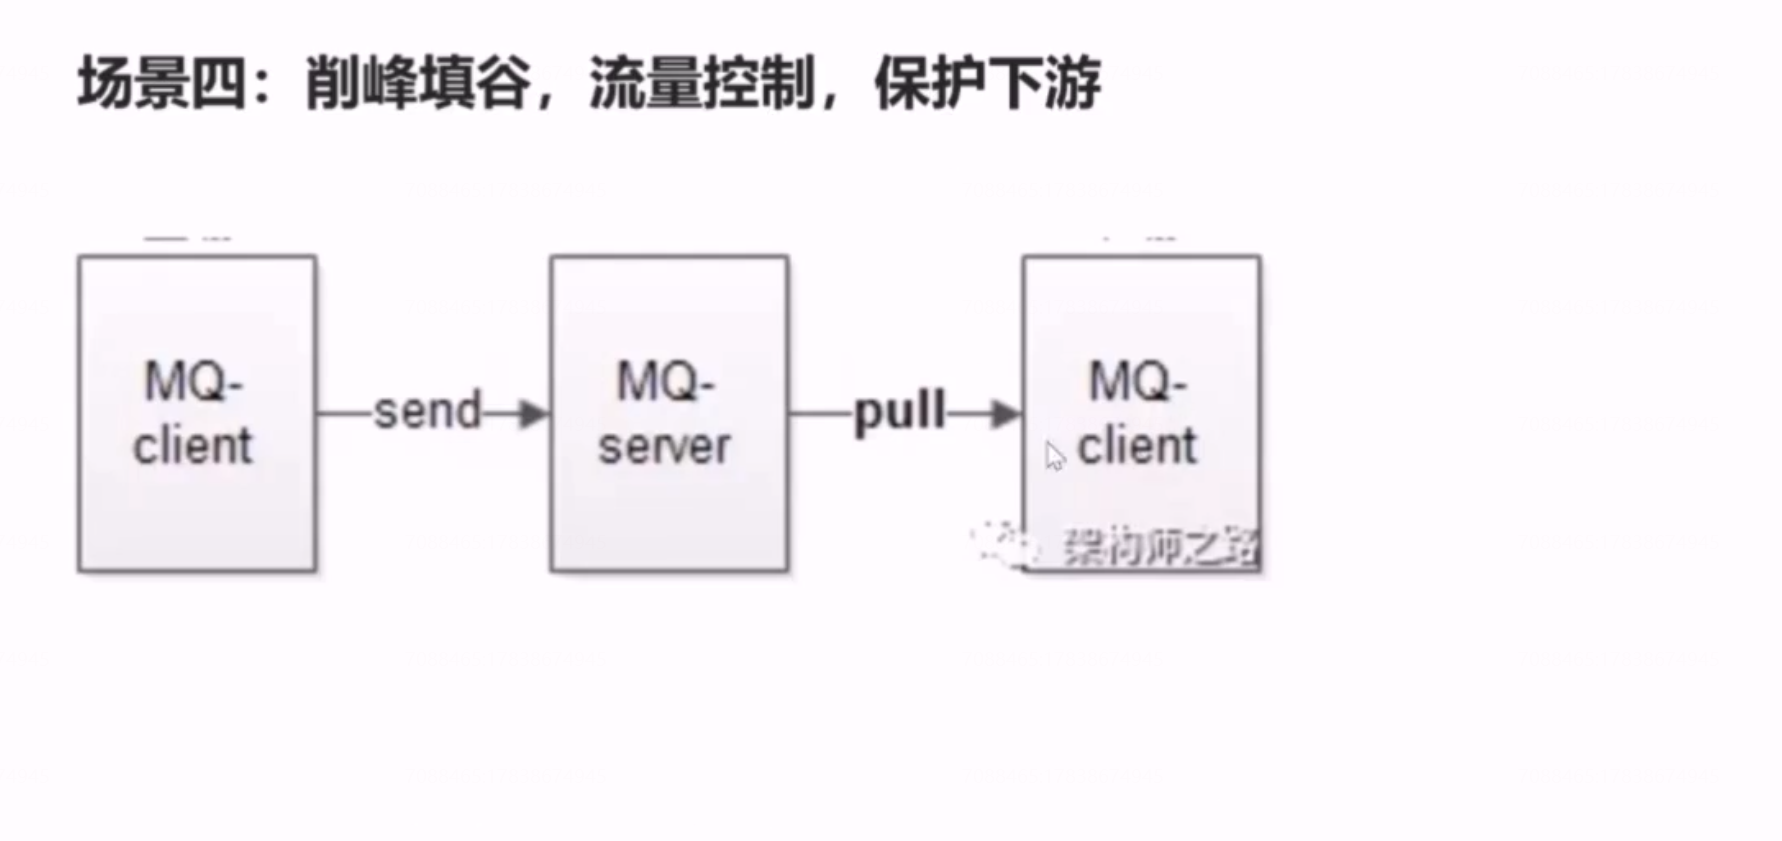 场景四：削峰填谷，流量控制，保护下游
MQ-
client
send
MQ-
server
pull
MQ-
client
架构师之路